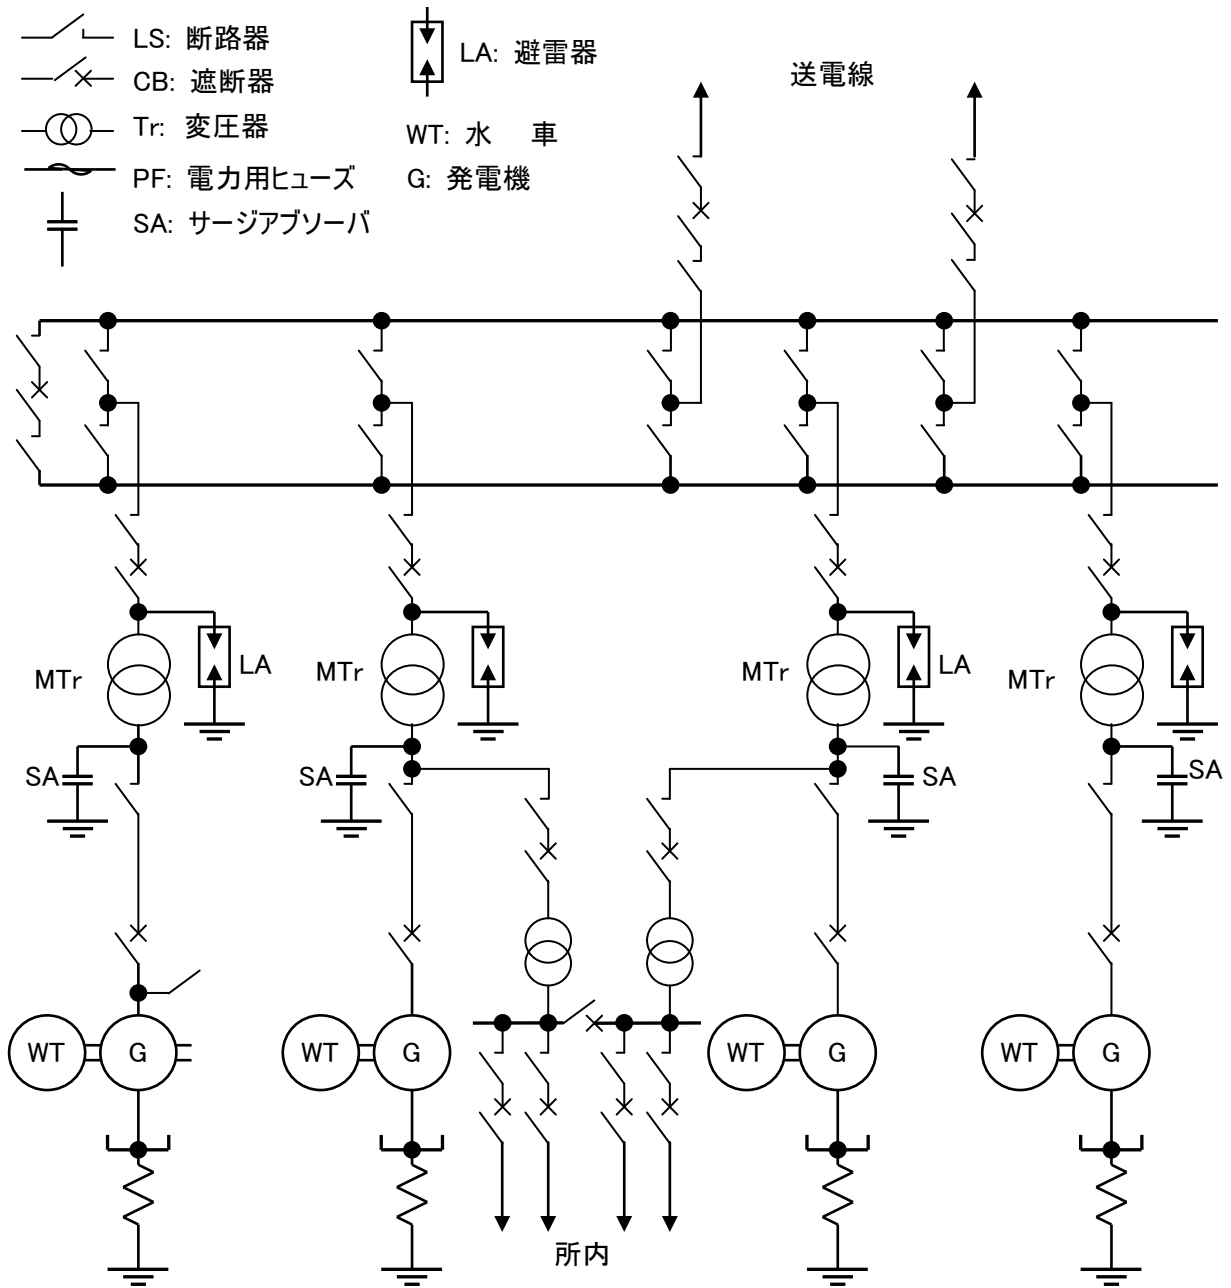 LS: 断路器
CB: 遮断器
Tr: 変圧器
PF: 電力用ヒューズ
SA: サージアブソーバ
LA: 避雷器
WT: 水　車
G: 発電機
送電線
MTr
LA
MTr
MTr
LA
MTr
SA
SA
SA
SA
WT
G
WT
G
WT
G
WT
G
所内